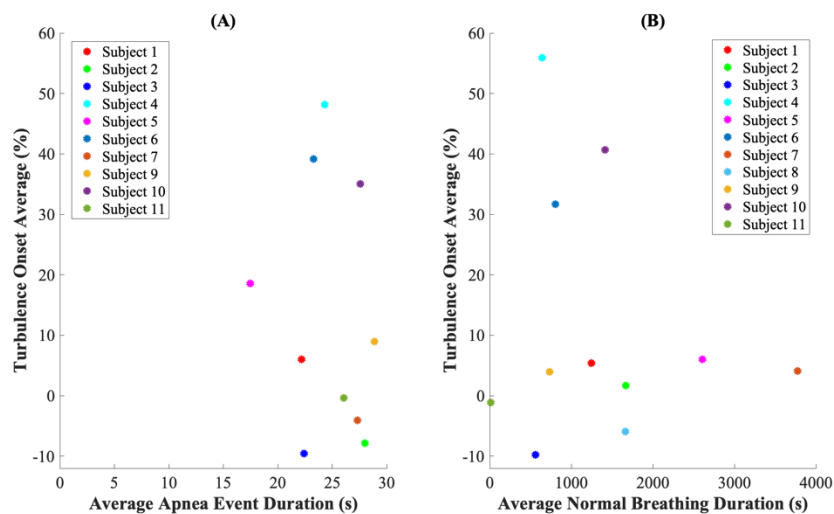 (A)
60
50
40
30
20
10
0
-10
Turbulence Onset Average (%)
Subject 1
Subject 2
Subject 3
Subject 4
Subject 5
Subject 6
Subject 7
Subject 9
Subject 10
Subject 11
0 5 10 15 20 25 30
Average Apnea Event Duration (s)
(B)
60
50
40
30
20
10
0
-10
Turbulence Onset Average (%)
Subject 1
Subject 2
Subject 3
Subject 4
Subject 5
Subject 6
Subject 7
Subject 8
Subject 9
Subject 10
Subject 11
0 1000 2000 3000 4000
Average Normal Breathing Duration (s)